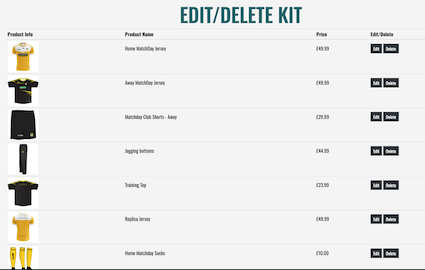 EDIT/DELETE KIT
Product Info Product Name Price Edit/Delete
Home MatchDay Jersey £49.99 Edit Delete
Away MatchDay Jersey £49.99 Edit Delete
Matchday Club Shorts - Away £29.99 Edit Delete
Jogging bottoms £44.99 Edit Delete
Training Top £23.99 Edit Delete
Replica Jersey £49.99 Edit Delete
Home Matchday Socks £10.00 Edit Delete